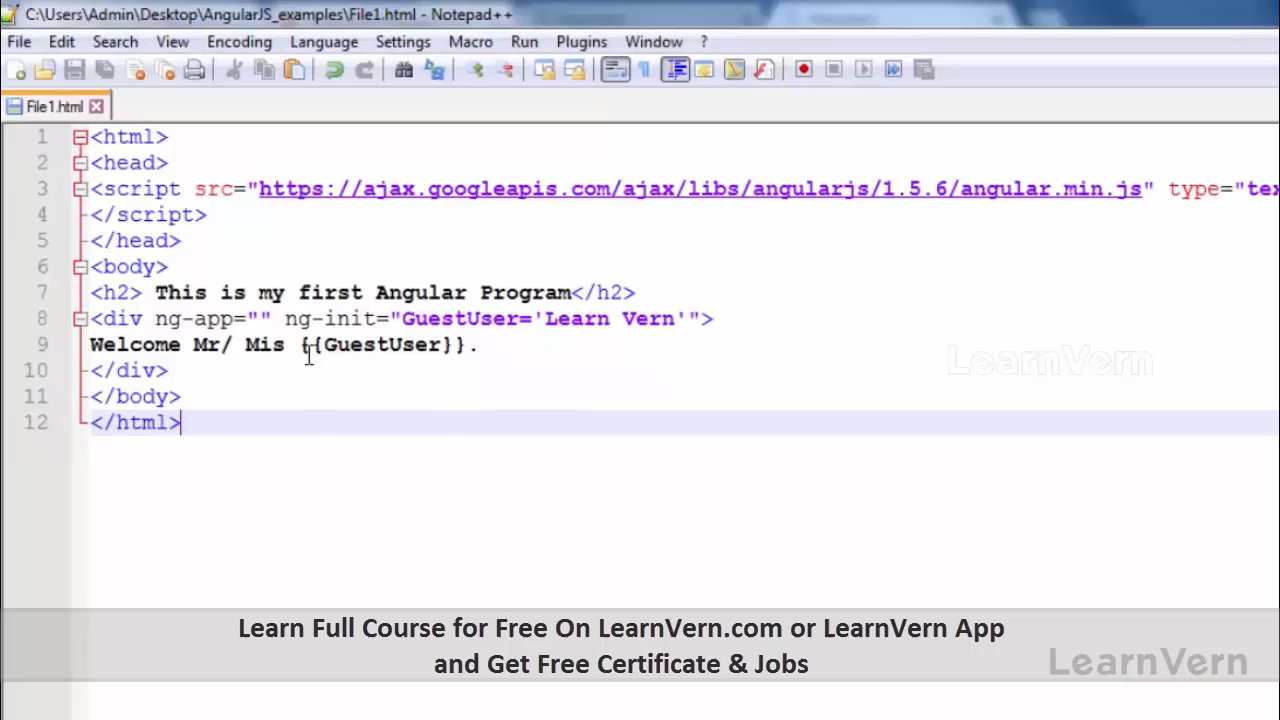 C:\Users\Admin\Desktop\AngularJS_examples\File1.html - Notepad++
File Edit Search View Encoding Language Settings Macro Run Plugins Window ?
File1.html
1 <html>
2 <head>
3 <script src="https://ajax.googleapis.com/ajax/libs/angularjs/1.5.6/angular.min.js" type="tex
4 </script>
5 </head>
6 <body>
7 <h2> This is my first Angular Program</h2>
8 <div ng-app="" ng-init="GuestUser='Learn Vern'">
9 Welcome Mr/ Mis {{GuestUser}}.
10 </div>
11 </body>
12 </html>
LearnVern
Learn Full Course for Free On LearnVern.com or LearnVern App
and Get Free Certificate & Jobs
LearnVern